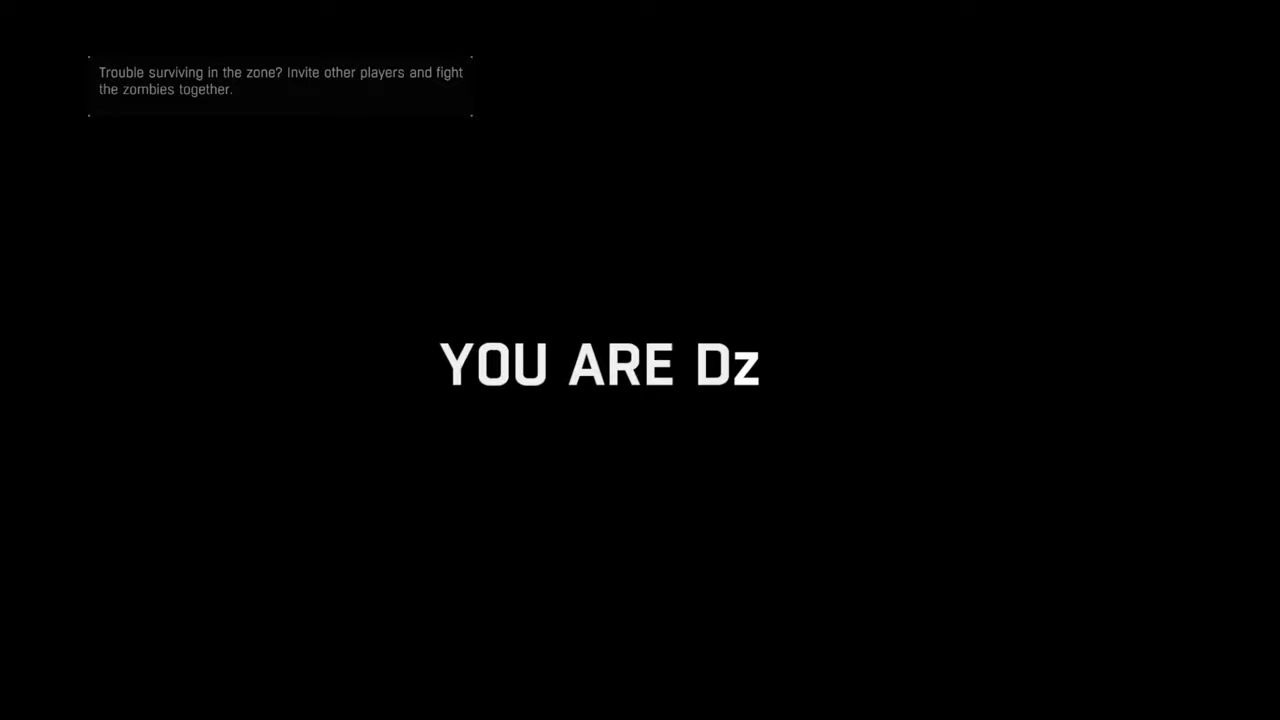 Trouble surviving in the zone? Invite other players and fight
the zombies together.
YOU ARE Dz